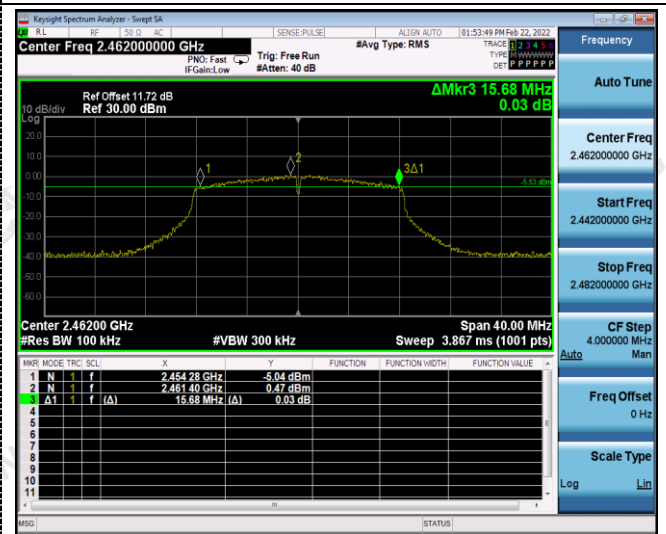 Keysight Spectrum Analyzer - Swept SA
RL RF 50 Ω AC SENSE:PULSE ALIGN AUTO 01:53:49 PM Feb 22, 2022
Center Freq 2.462000000 GHz #Avg Type: RMS TRACE 1 2 3 4 5 6
PNO: Fast Trig: Free Run TYPE M WWWWW
IFGain:Low #Atten: 40 dB DET P P P P P P
Frequency
Auto Tune
Center Freq
2.462000000 GHz
Start Freq
2.442000000 GHz
Stop Freq
2.482000000 GHz
CF Step
4.000000 MHz
Auto Man
Freq Offset
0 Hz
Scale Type
Log Lin
Ref Offset 11.72 dB ΔMkr3 15.68 MHz
10 dB/div Ref 30.00 dBm 0.03 dB
Log
20.0
10.0
0.00
-10.0
-20.0
-30.0
-40.0
-50.0
-60.0
1
2
3Δ1
-5.53 dBm
Center 2.46200 GHz Span 40.00 MHz
#Res BW 100 kHz #VBW 300 kHz Sweep 3.867 ms (1001 pts)
MKR MODE TRC SCL X Y FUNCTION FUNCTION WIDTH FUNCTION VALUE
1 N 1 f 2.454 28 GHz -5.04 dBm
2 N 1 f 2.461 40 GHz 0.47 dBm
3 Δ1 1 f (Δ) 15.68 MHz (Δ) 0.03 dB
4
5
6
7
8
9
10
11
MSG STATUS